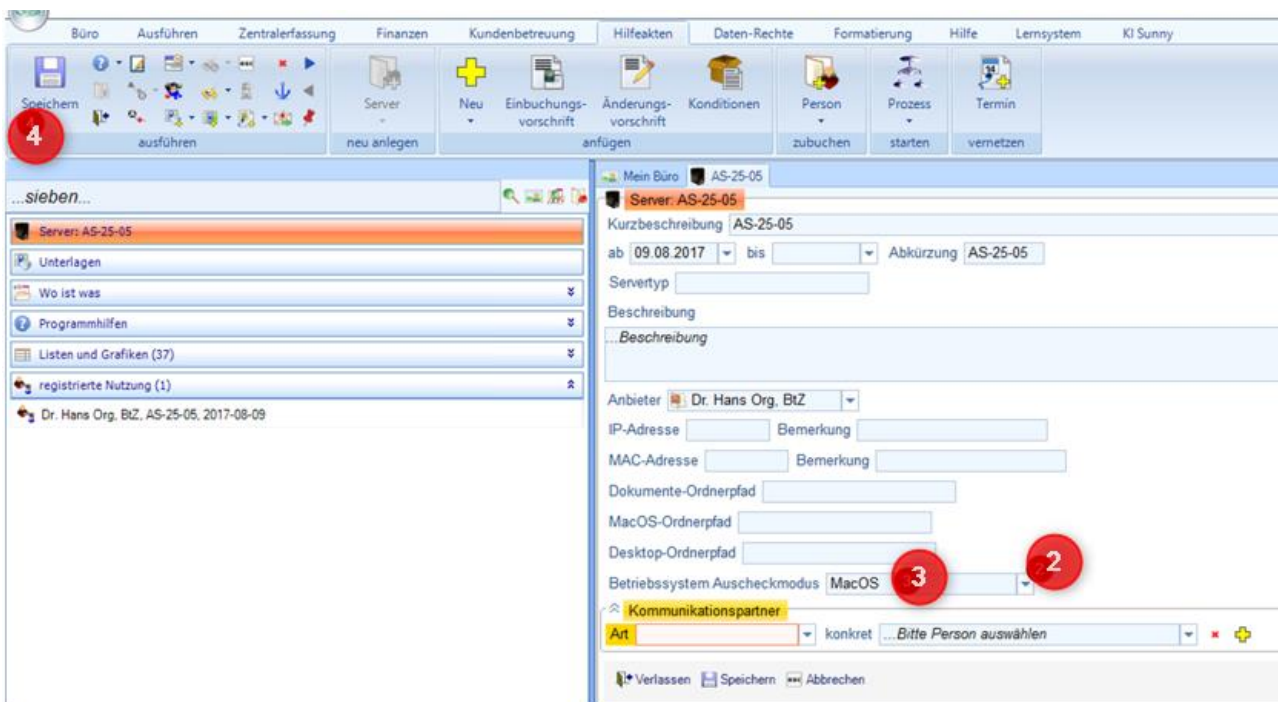 Büro Ausführen Zentralerfassung Finanzen Kundenbetreuung Hilfeakten Daten-Rechte Formatierung Hilfe Lernsystem KI Sunny
Speichern
Server
Neu
Einbuchungs-
vorschrift
Änderungs-
vorschrift
Konditionen
Person
Prozess
Termin
4
ausführen neu anlegen anfügen zubuchen starten vernetzen
...sieben...
Server: AS-25-05
Unterlagen
Wo ist was
Programmhilfen
Listen und Grafiken (37)
registrierte Nutzung (1)
Dr. Hans Org, BtZ, AS-25-05, 2017-08-09
Mein Büro AS-25-05
Server: AS-25-05
Kurzbeschreibung AS-25-05
ab 09.08.2017 bis Abkürzung AS-25-05
Servertyp
Beschreibung
...Beschreibung
Anbieter Dr. Hans Org, BtZ
IP-Adresse Bemerkung
MAC-Adresse Bemerkung
Dokumente-Ordnerpfad
MacOS-Ordnerpfad
Desktop-Ordnerpfad
Betriebssystem Auscheckmodus MacOS 3 2
Kommunikationspartner
Art konkret ...Bitte Person auswählen
Verlassen Speichern Abbrechen